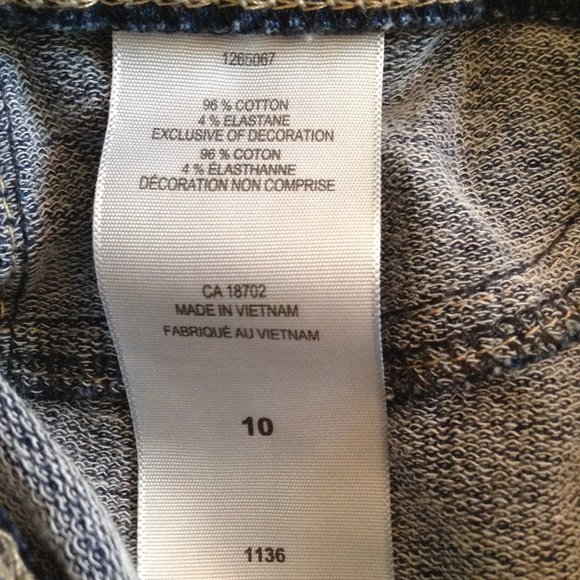 1265067
96 % COTTON
4 % ELASTANE
EXCLUSIVE OF DECORATION
96 % COTON
4 % ÉLASTHANNE
DÉCORATION NON COMPRISE
CA 18702
MADE IN VIETNAM
FABRIQUÉ AU VIETNAM
10
1136